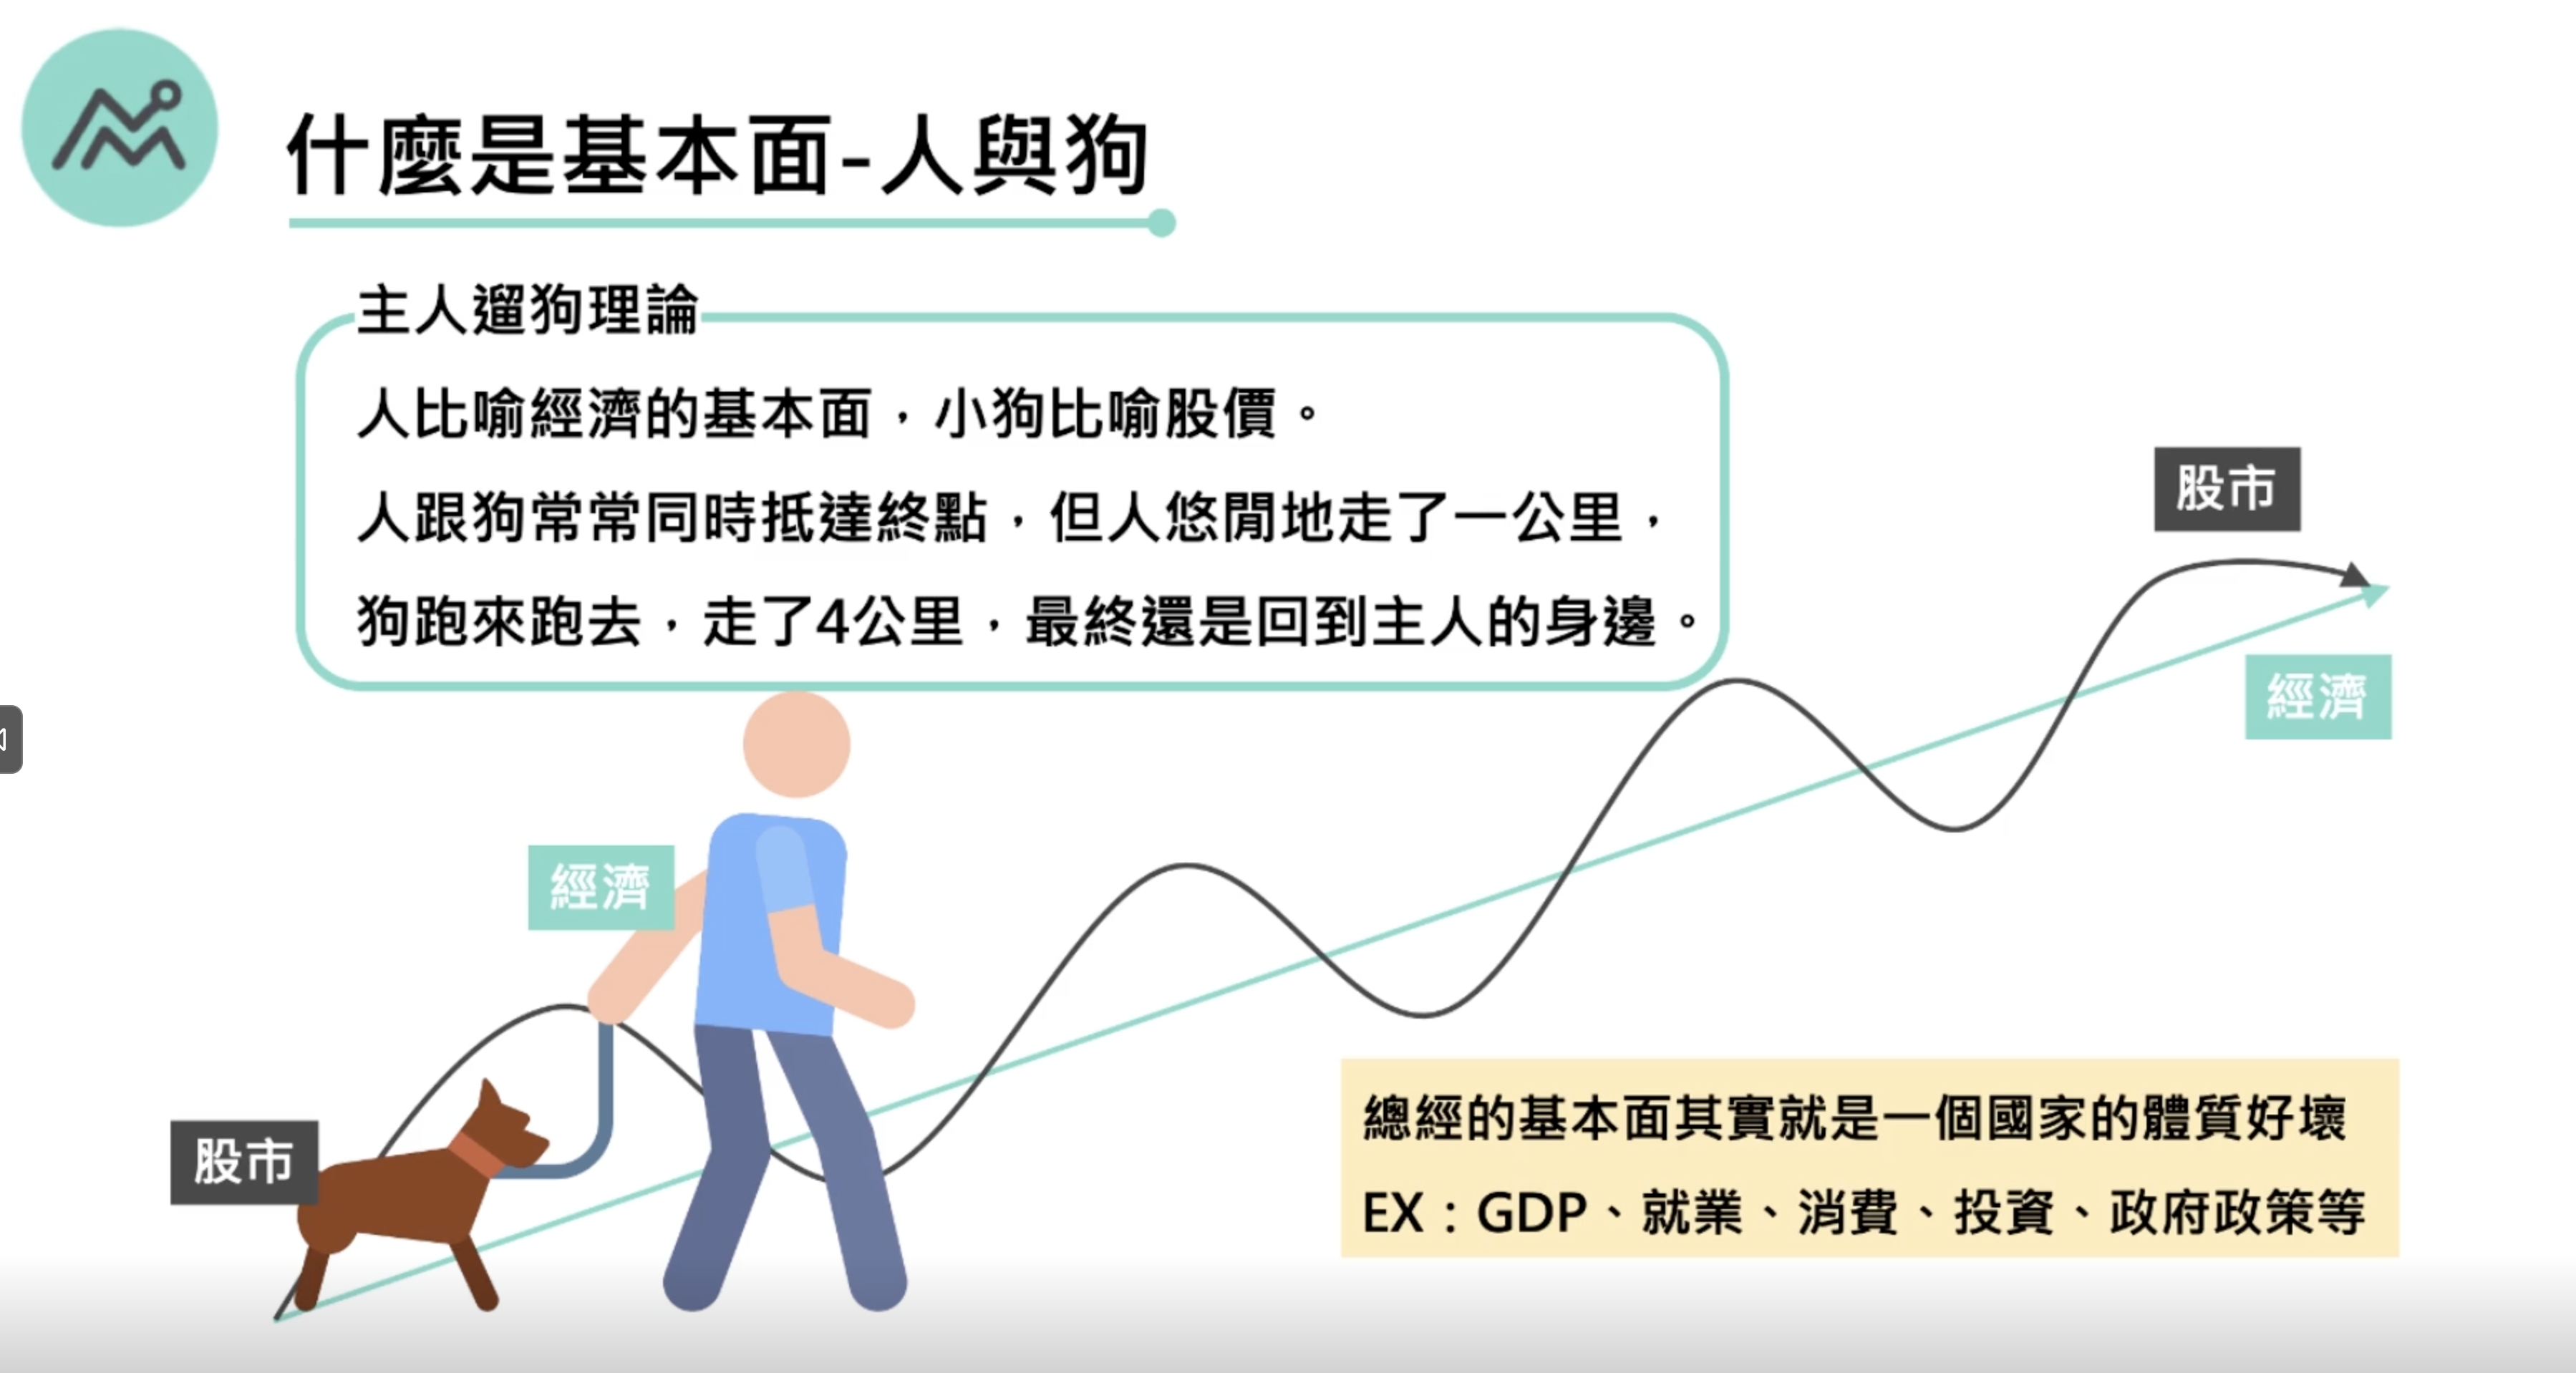 什麼是基本面-人與狗
主人遛狗理論
人比喻經濟的基本面，小狗比喻股價。
人跟狗常常同時抵達終點，但人悠閒地走了一公里，
狗跑來跑去，走了4公里，最終還是回到主人的身邊。
股市
經濟
經濟
股市
總經的基本面其實就是一個國家的體質好壞
EX：GDP、就業、消費、投資、政府政策等